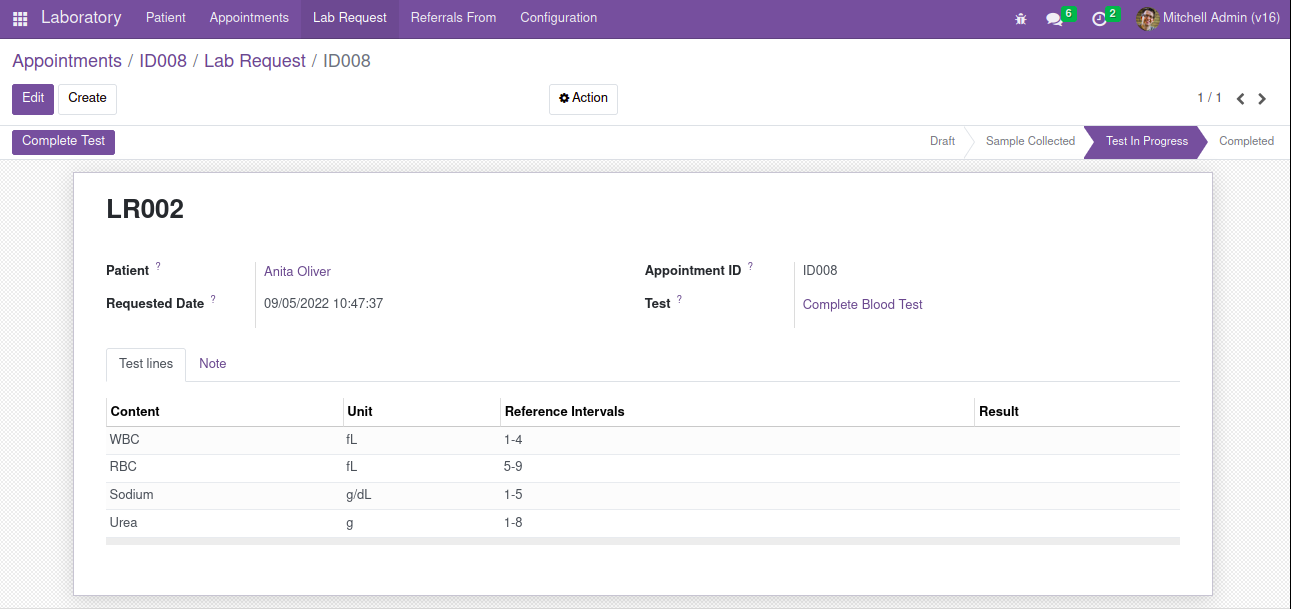 Laboratory Patient Appointments Lab Request Referrals From Configuration 6 2 Mitchell Admin (v16)
Appointments / ID008 / Lab Request / ID008
Edit Create Action 1 / 1
Complete Test Draft Sample Collected Test In Progress Completed
LR002
Patient ? Anita Oliver Appointment ID ? ID008
Requested Date ? 09/05/2022 10:47:37 Test ? Complete Blood Test
Test lines Note
Content Unit Reference Intervals Result
WBC fL 1-4
RBC fL 5-9
Sodium g/dL 1-5
Urea g 1-8